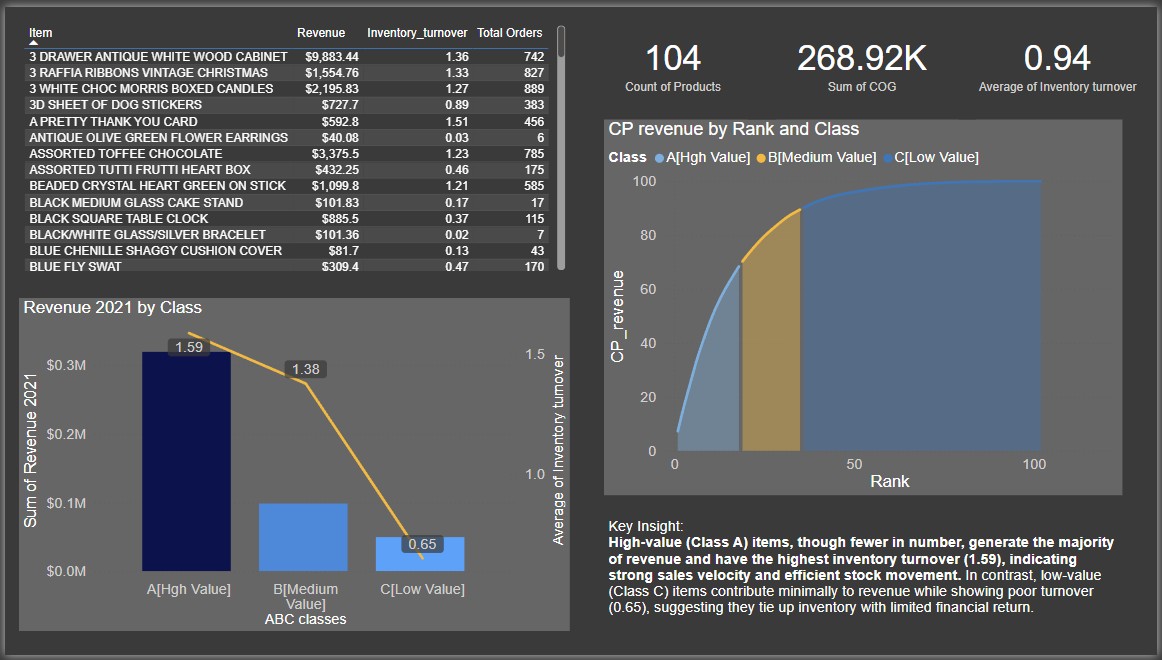 Item Revenue Inventory_turnover Total Orders
3 DRAWER ANTIQUE WHITE WOOD CABINET $9,883.44 1.36 742
3 RAFFIA RIBBONS VINTAGE CHRISTMAS $1,554.76 1.33 827
3 WHITE CHOC MORRIS BOXED CANDLES $2,195.83 1.27 889
3D SHEET OF DOG STICKERS $727.7 0.89 383
A PRETTY THANK YOU CARD $592.8 1.51 456
ANTIQUE OLIVE GREEN FLOWER EARRINGS $40.08 0.03 6
ASSORTED TOFFEE CHOCOLATE $3,375.5 1.23 785
ASSORTED TUTTI FRUTTI HEART BOX $432.25 0.46 175
BEADED CRYSTAL HEART GREEN ON STICK $1,099.8 1.21 585
BLACK MEDIUM GLASS CAKE STAND $101.83 0.17 17
BLACK SQUARE TABLE CLOCK $885.5 0.37 115
BLACK/WHITE GLASS/SILVER BRACELET $101.36 0.02 7
BLUE CHENILLE SHAGGY CUSHION COVER $81.7 0.13 43
BLUE FLY SWAT $309.4 0.47 170
104
Count of Products
268.92K
Sum of COG
0.94
Average of Inventory turnover
CP revenue by Rank and Class
Class A[Hgh Value] B[Medium Value] C[Low Value]
100
80
60
40
20
0
CP_revenue
0 50 100
Rank
Revenue 2021 by Class
$0.3M
$0.2M
$0.1M
$0.0M
Sum of Revenue 2021
1.59
1.38
0.65
1.5
1.0
Average of Inventory turnover
A[Hgh Value] B[Medium C[Low Value]
Value]
ABC classes
Key Insight:
High-value (Class A) items, though fewer in number, generate the majority
of revenue and have the highest inventory turnover (1.59), indicating
strong sales velocity and efficient stock movement. In contrast, low-value
(Class C) items contribute minimally to revenue while showing poor turnover
(0.65), suggesting they tie up inventory with limited financial return.